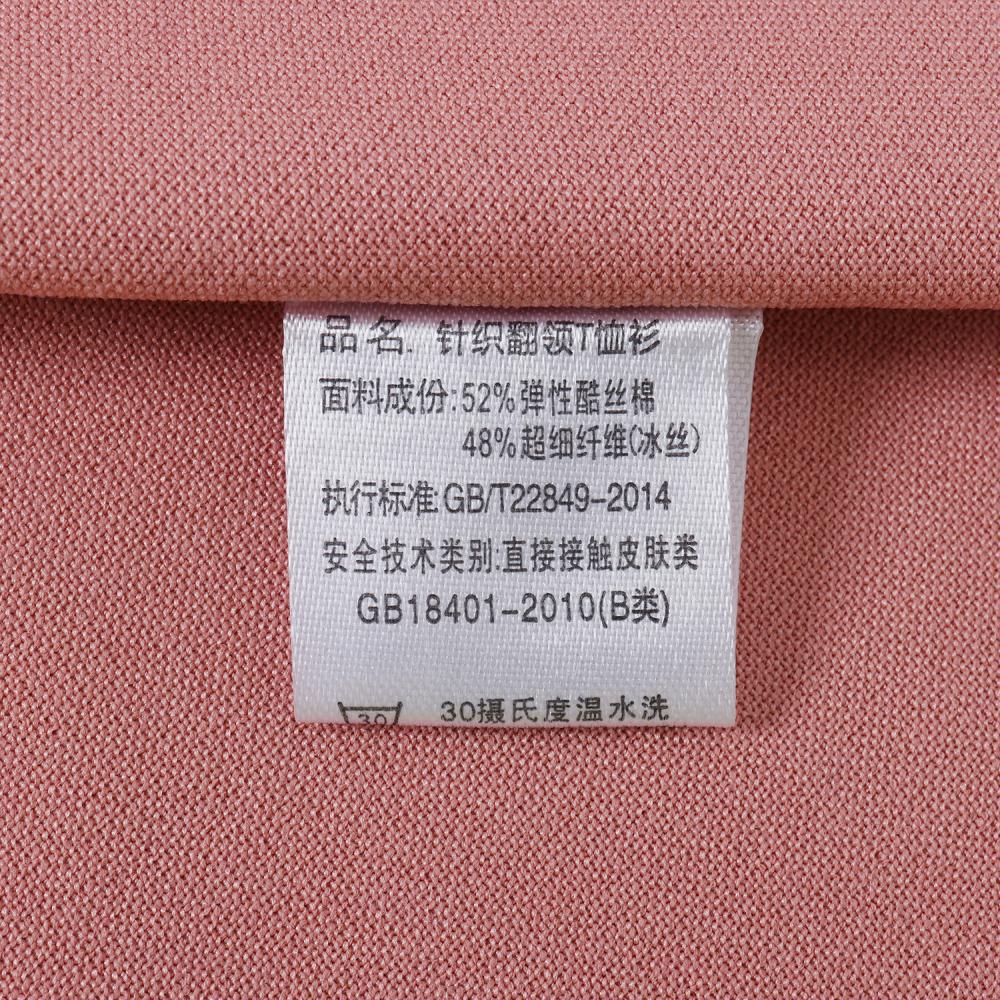 品名. 针织翻领T恤衫
面料成份:52%弹性酷丝棉
48%超细纤维(冰丝)
执行标准:GB/T22849-2014
安全技术类别:直接接触皮肤类
GB18401-2010(B类)
30 30摄氏度温水洗